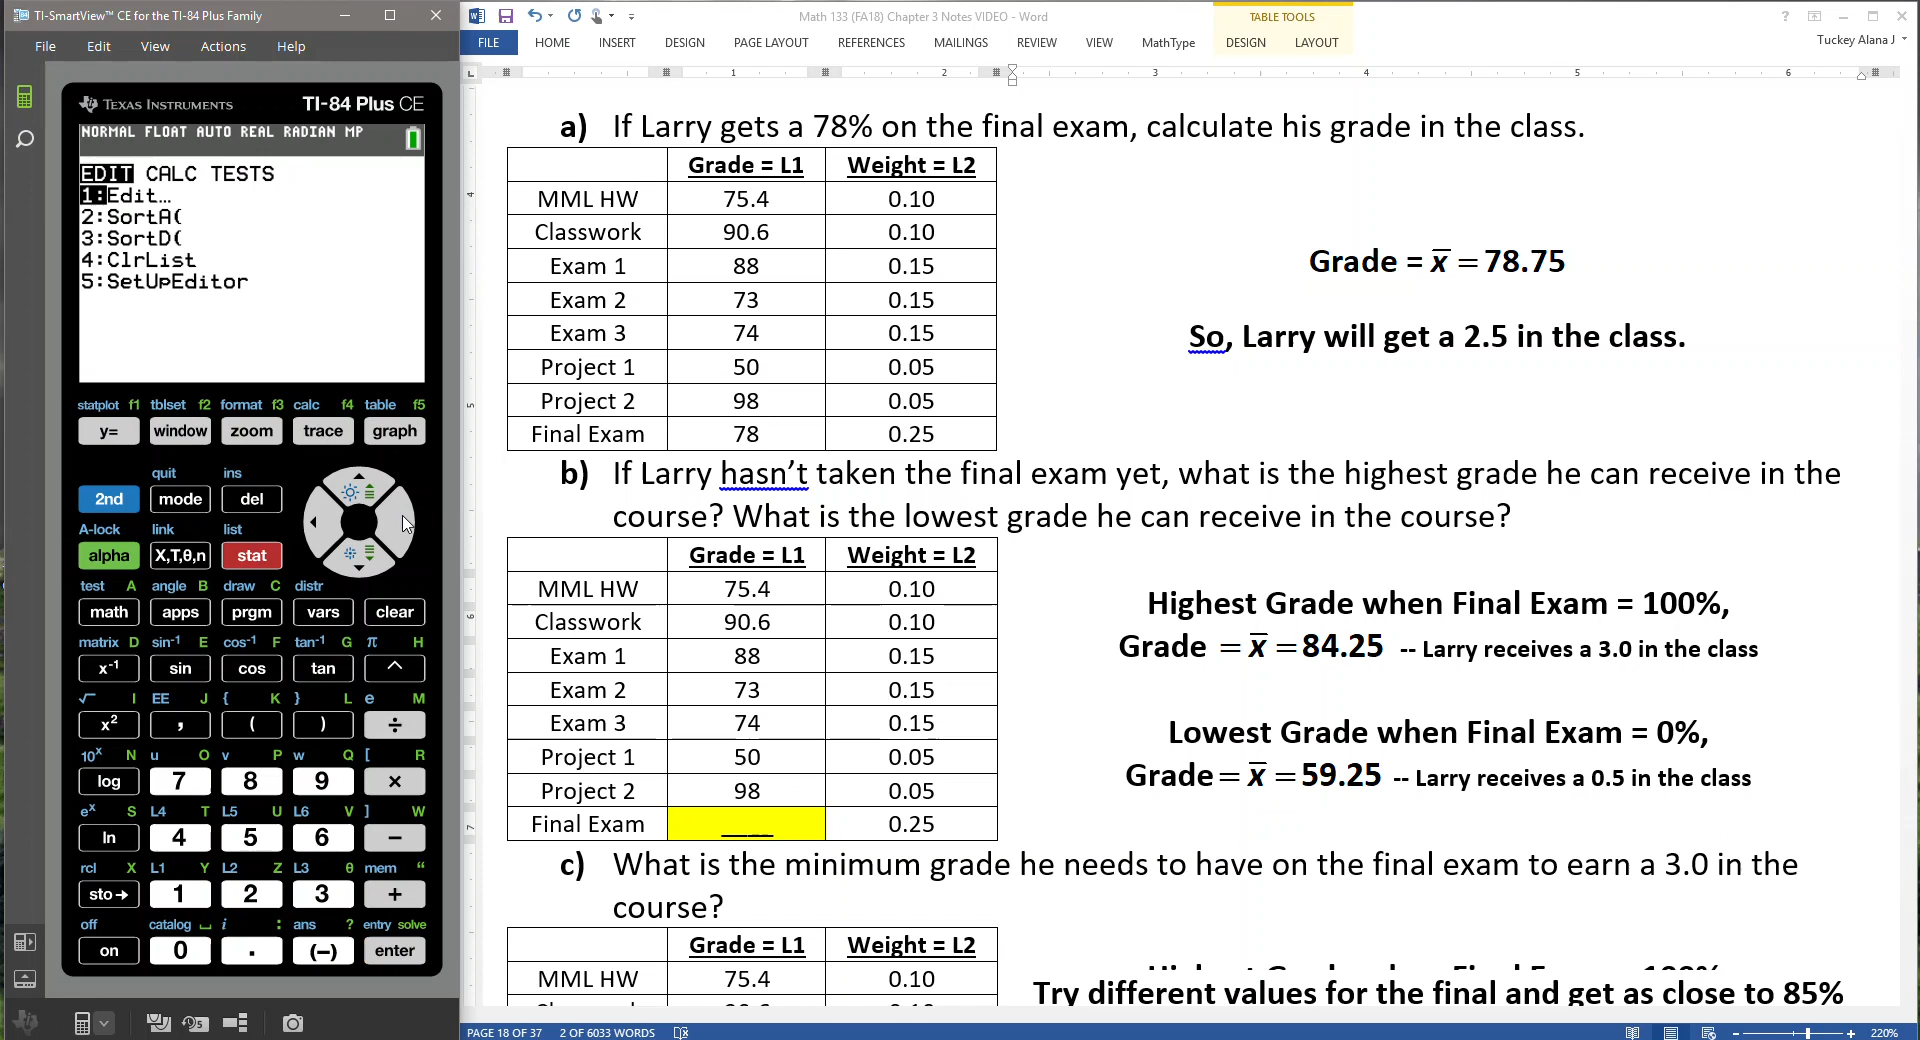 TI-SmartView™ CE for the TI-84 Plus Family
File Edit View Actions Help
TEXAS INSTRUMENTS TI-84 Plus CE
NORMAL FLOAT AUTO REAL RADIAN MP
EDIT CALC TESTS
1:Edit…
2:SortA(
3:SortD(
4:ClrList
5:SetUpEditor
statplot f1 tblset f2 format f3 calc f4 table f5
y= window zoom trace graph
quit ins
2nd mode del
A-lock link list
alpha X,T,θ,n stat
test A angle B draw C distr
math apps prgm vars clear
matrix D sin⁻¹ E cos⁻¹ F tan⁻¹ G π H
x⁻¹ sin cos tan ^
√ I EE J { K } L e M
x² , ( ) ÷
10ˣ N u O v P w Q [ R
log 7 8 9 ×
eˣ S L4 T L5 U L6 V ] W
ln 4 5 6 −
rcl X L1 Y L2 Z L3 θ mem “
sto→ 1 2 3 +
off catalog i : ans ? entry solve
on 0 . (−) enter
Math 133 (FA18) Chapter 3 Notes VIDEO - Word
TABLE TOOLS
FILE HOME INSERT DESIGN PAGE LAYOUT REFERENCES MAILINGS REVIEW VIEW MathType DESIGN LAYOUT
Tuckey Alana J
1 2 3 4 5 6
4
5
6
7
a) If Larry gets a 78% on the final exam, calculate his grade in the class.
Grade = L1 Weight = L2
MML HW 75.4 0.10
Classwork 90.6 0.10
Exam 1 88 0.15
Exam 2 73 0.15
Exam 3 74 0.15
Project 1 50 0.05
Project 2 98 0.05
Final Exam 78 0.25
Grade = x̅ = 78.75
So, Larry will get a 2.5 in the class.
b) If Larry hasn’t taken the final exam yet, what is the highest grade he can receive in the
course? What is the lowest grade he can receive in the course?
Grade = L1 Weight = L2
MML HW 75.4 0.10
Classwork 90.6 0.10
Exam 1 88 0.15
Exam 2 73 0.15
Exam 3 74 0.15
Project 1 50 0.05
Project 2 98 0.05
Final Exam ____ 0.25
Highest Grade when Final Exam = 100%,
Grade = x̅ = 84.25 -- Larry receives a 3.0 in the class
Lowest Grade when Final Exam = 0%,
Grade = x̅ = 59.25 -- Larry receives a 0.5 in the class
c) What is the minimum grade he needs to have on the final exam to earn a 3.0 in the
course?
Grade = L1 Weight = L2
MML HW 75.4 0.10
Try different values for the final and get as close to 85%
PAGE 18 OF 37 2 OF 6033 WORDS
220%